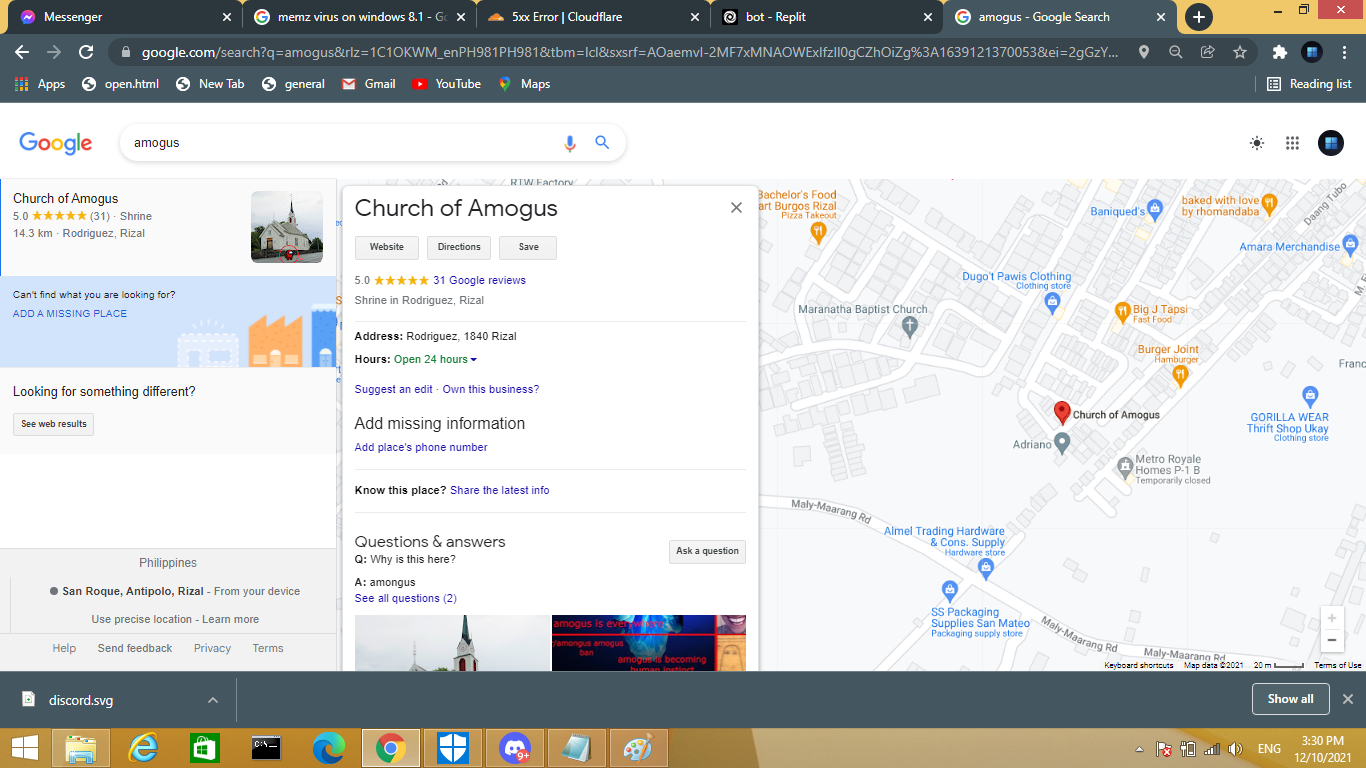 Messenger
memz virus on windows 8.1 - Go
5xx Error | Cloudflare
bot - Replit
amogus - Google Search
google.com/search?q=amogus&rlz=1C1OKWM_enPH981PH981&tbm=lcl&sxsrf=AOaemvI-2MF7xMNAOWExlfzIl0gCZhOiZg%3A1639121370053&ei=2gGzY...
Apps
open.html
New Tab
general
Gmail
YouTube
Maps
Reading list
Google
amogus
Church of Amogus
5.0 (31) · Shrine
14.3 km · Rodriguez, Rizal
Can't find what you are looking for?
ADD A MISSING PLACE
Looking for something different?
See web results
Philippines
San Roque, Antipolo, Rizal - From your device
Use precise location - Learn more
Help Send feedback Privacy Terms
Church of Amogus
Website Directions Save
5.0 31 Google reviews
Shrine in Rodriguez, Rizal
Address: Rodriguez, 1840 Rizal
Hours: Open 24 hours
Suggest an edit · Own this business?
Add missing information
Add place's phone number
Know this place? Share the latest info
Questions & answers
Ask a question
Q: Why is this here?
A: amongus
See all questions (2)
amogus is everywhere
amongus amogus
ban
amogus is becoming
human instinct
RTW Factory
Bachelor's Food
art Burgos Rizal
Pizza Takeout
Baniqued's
baked with love
by rhomandaba
Daang Tubo
Amara Merchandise
Dugo't Pawis Clothing
Clothing store
Maranatha Baptist Church
Big J Tapsi
Fast Food
Burger Joint
Hamburger
Franc
Church of Amogus
GORILLA WEAR
Thrift Shop Ukay
Clothing store
Adriano
Metro Royale
Homes P-1 B
Temporarily closed
Maly-Maarang Rd
Almel Trading Hardware
& Cons. Supply
Hardware store
SS Packaging
Supplies San Mateo
Packaging supply store
Maly-Maarang Rd
Maly-Maarang Rd
Keyboard shortcuts Map data ©2021 20 m Terms of Use
discord.svg
Show all
C:\_
9+
ENG
3:30 PM
12/10/2021